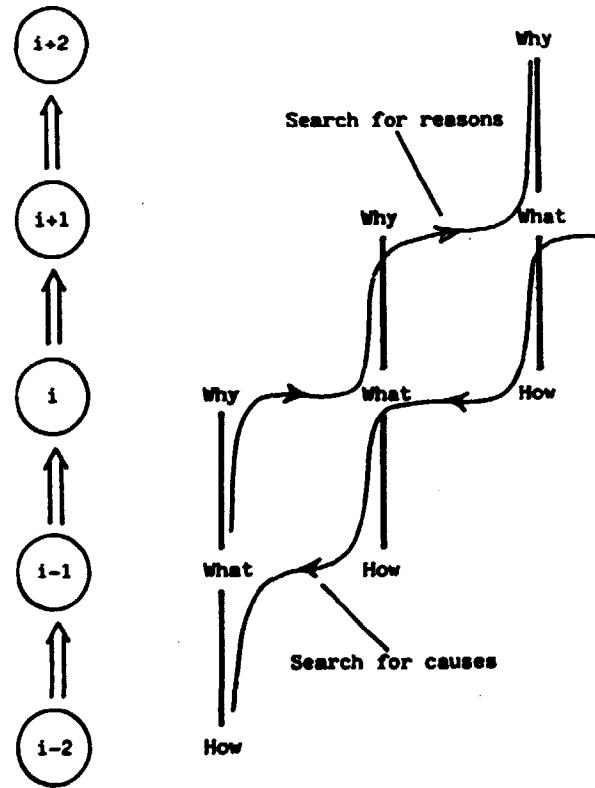 i+2
Why
Search for reasons
i+1
Why
What
i
Why
What
How
i-1
What
How
Search for causes
i-2
How